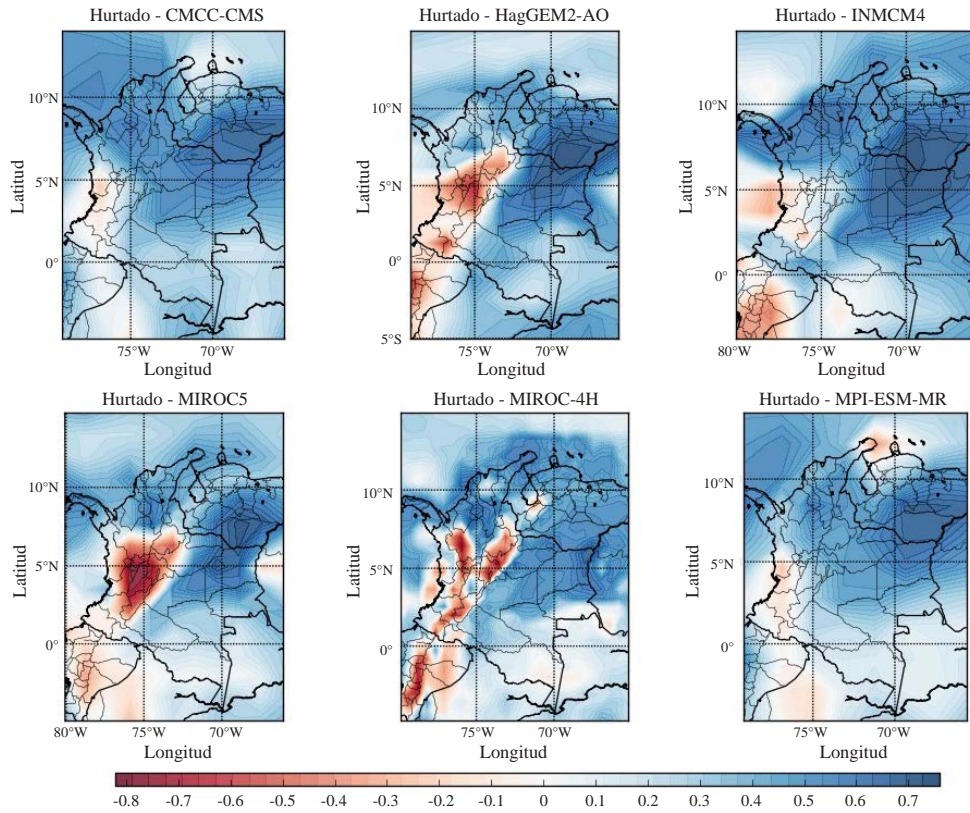 Hurtado - CMCC-CMS
Hurtado - HagGEM2-AO
Hurtado - INMCM4
Latitud
10°N
5°N
0°
75°W 70°W
Longitud
Latitud
10°N
5°N
0°
5°S
75°W 70°W
Longitud
Latitud
10°N
5°N
0°
80°W 75°W 70°W
Longitud
Hurtado - MIROC5
Hurtado - MIROC-4H
Hurtado - MPI-ESM-MR
Latitud
10°N
5°N
0°
80°W 75°W 70°W
Longitud
Latitud
10°N
5°N
0°
75°W 70°W
Longitud
Latitud
10°N
5°N
0°
75°W 70°W
Longitud
-0.8 -0.7 -0.6 -0.5 -0.4 -0.3 -0.2 -0.1 0 0.1 0.2 0.3 0.4 0.5 0.6 0.7